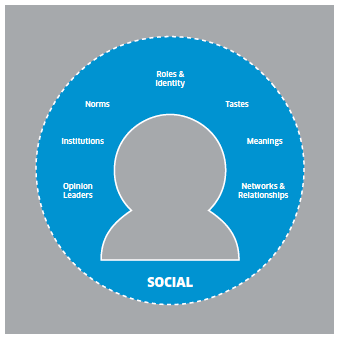 Roles &
Identity
Norms
Tastes
Institutions
Meanings
Opinion
Leaders
Networks &
Relationships
SOCIAL